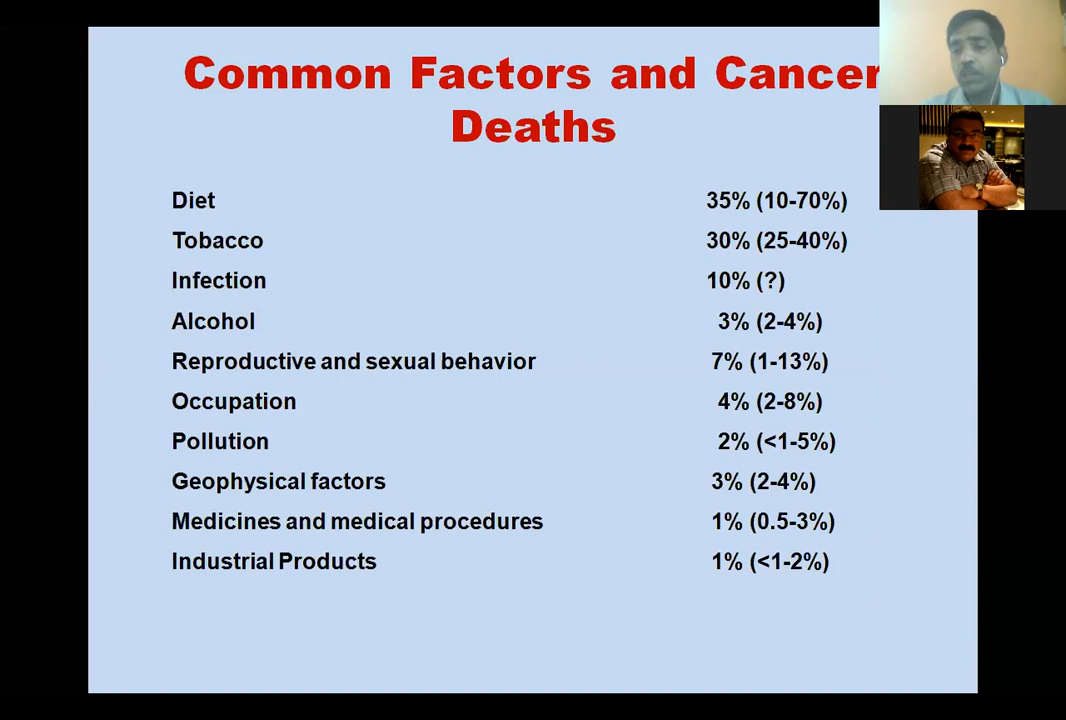 Common Factors and Cancer
Deaths
Diet 35% (10-70%)
Tobacco 30% (25-40%)
Infection 10% (?)
Alcohol 3% (2-4%)
Reproductive and sexual behavior 7% (1-13%)
Occupation 4% (2-8%)
Pollution 2% (<1-5%)
Geophysical factors 3% (2-4%)
Medicines and medical procedures 1% (0.5-3%)
Industrial Products 1% (<1-2%)